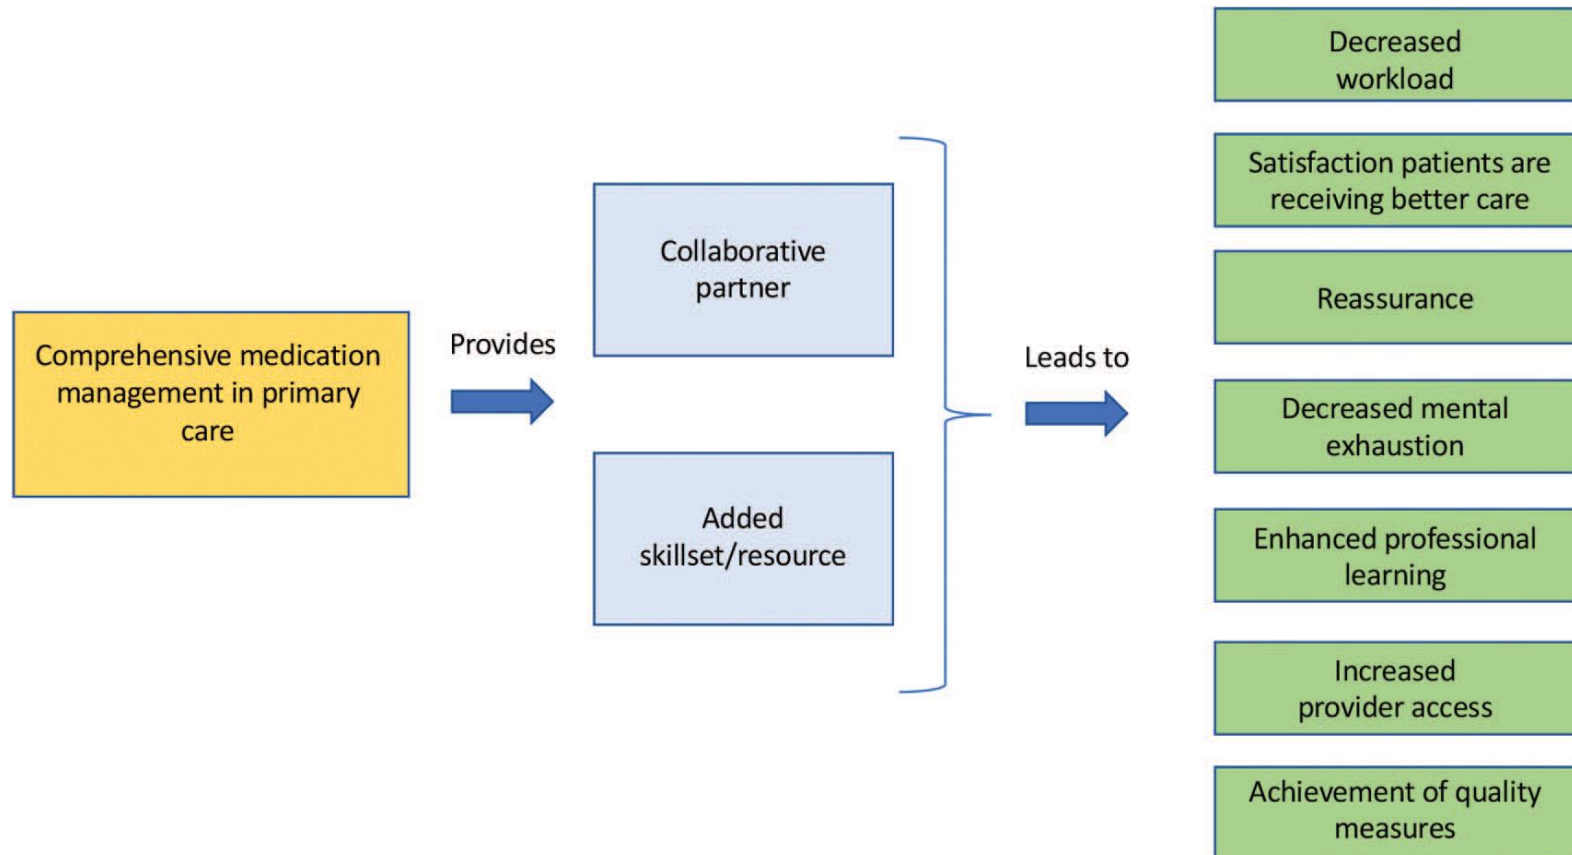 Comprehensive medication
management in primary
care
Provides
Collaborative
partner
Added
skillset/resource
Leads to
Decreased
workload
Satisfaction patients are
receiving better care
Reassurance
Decreased mental
exhaustion
Enhanced professional
learning
Increased
provider access
Achievement of quality
measures